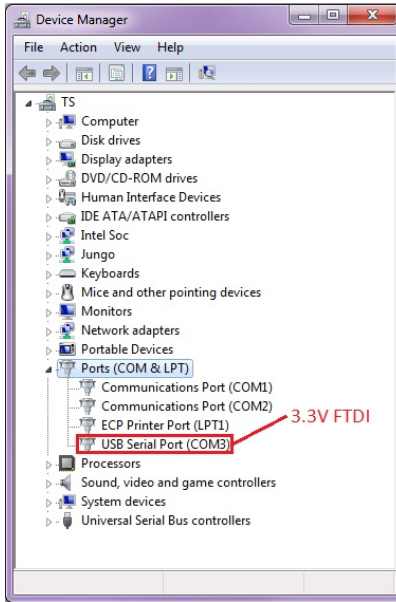 Device Manager
File Action View Help
TS
Computer
Disk drives
Display adapters
DVD/CD-ROM drives
Human Interface Devices
IDE ATA/ATAPI controllers
Intel Soc
Jungo
Keyboards
Mice and other pointing devices
Monitors
Network adapters
Portable Devices
Ports (COM & LPT)
Communications Port (COM1)
Communications Port (COM2)
ECP Printer Port (LPT1)
USB Serial Port (COM3)
3.3V FTDI
Processors
Sound, video and game controllers
System devices
Universal Serial Bus controllers